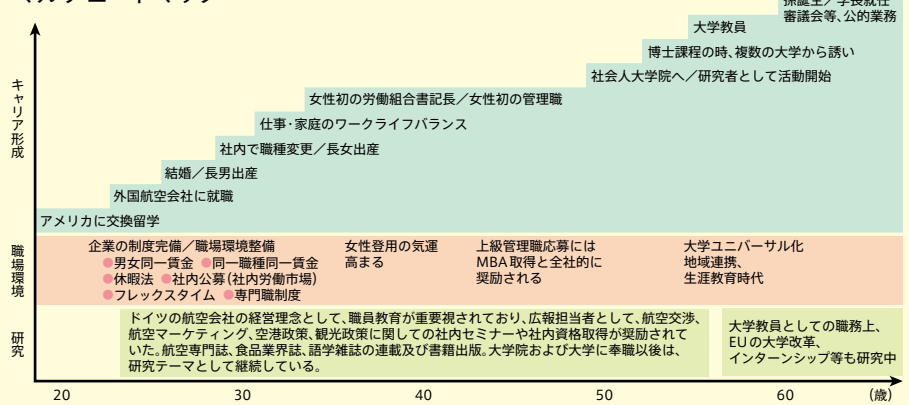 孫誕生/学長就任
審議会等、公的業務
大学教員
博士課程の時、複数の大学から誘い
社会人大学院へ/研究者として活動開始
女性初の労働組合書記長/女性初の管理職
仕事・家庭のワークライフバランス
社内で職種変更/長女出産
結婚/長男出産
外国航空会社に就職
アメリカに交換留学
キャリア形成
職場環境
企業の制度完備/職場環境整備
●男女同一賃金 ●同一職種同一賃金
●休暇法 ●社内公募(社内労働市場)
●フレックスタイム ●専門職制度
女性登用の気運
高まる
上級管理職応募には
MBA取得と全社的に
奨励される
大学ユニバーサル化
地域連携、
生涯教育時代
研究
ドイツの航空会社の経営理念として、職員教育が重要視されており、広報担当者として、航空交渉、
航空マーケティング、空港政策、観光政策に関しての社内セミナーや社内資格取得が奨励されて
いた。航空専門誌、食品業界誌、語学雑誌の連載及び書籍出版。大学院および大学に奉職以後は、
研究テーマとして継続している。
大学教員としての職務上、
EUの大学改革、
インターンシップ等も研究中
20 30 40 50 60 (歳)